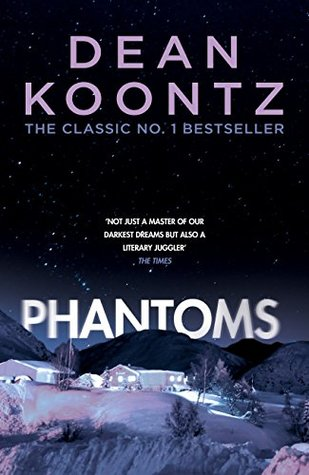 DEAN
KOONTZ
THE CLASSIC NO. 1 BESTSELLER
‘NOT JUST A MASTER OF OUR
DARKEST DREAMS BUT ALSO A
LITERARY JUGGLER’
THE TIMES
PHANTOMS